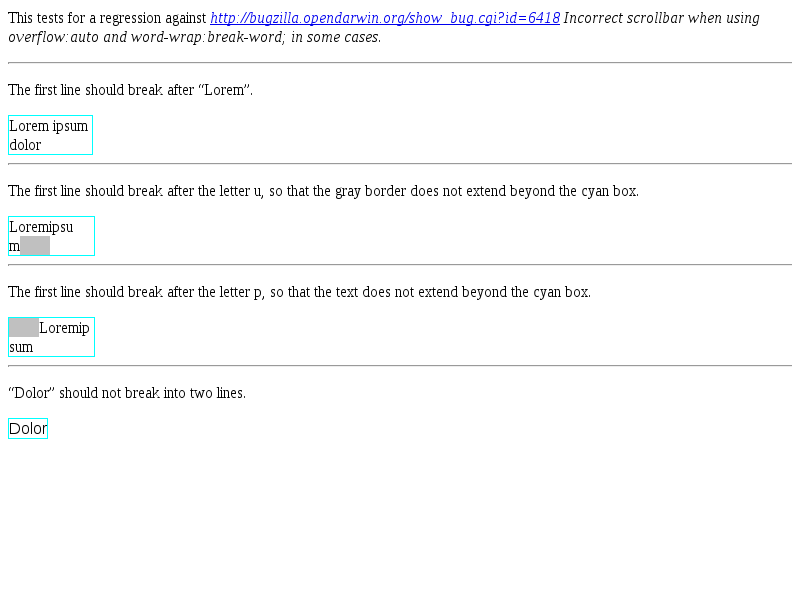 This tests for a regression against http://bugzilla.opendarwin.org/show_bug.cgi?id=6418 Incorrect scrollbar when using
overflow:auto and word-wrap:break-word; in some cases.
The first line should break after “Lorem”.
Lorem ipsum
dolor
The first line should break after the letter u, so that the gray border does not extend beyond the cyan box.
Loremipsu
m
The first line should break after the letter p, so that the text does not extend beyond the cyan box.
Loremip
sum
“Dolor” should not break into two lines.
Dolor